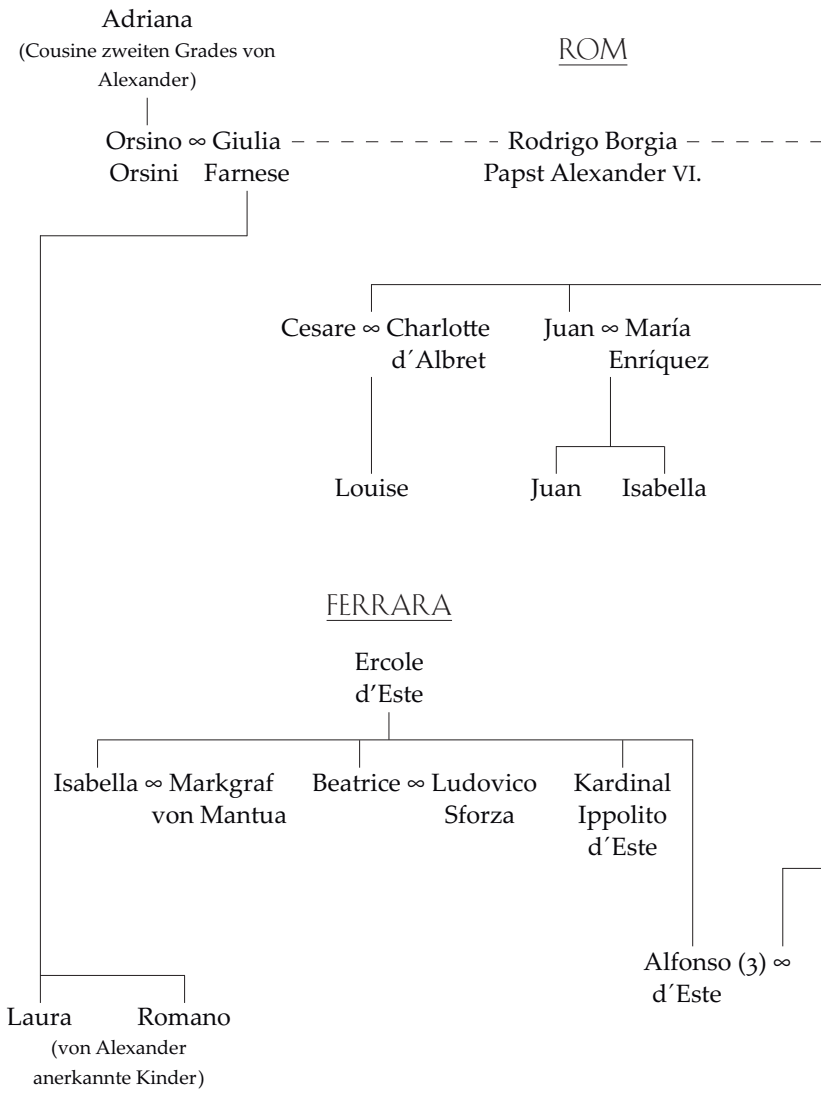 Adriana
(Cousine zweiten Grades von
Alexander)
ROM
Orsino ∞ Giulia
Orsini Farnese
Rodrigo Borgia
Papst Alexander VI.
Cesare ∞ Charlotte
d´Albret
Juan ∞ María
Enríquez
Louise
Juan
Isabella
FERRARA
Ercole
d'Este
Isabella ∞ Markgraf
von Mantua
Beatrice ∞ Ludovico
Sforza
Kardinal
Ippolito
d´Este
Alfonso (3) ∞
d´Este
Laura
Romano
(von Alexander
anerkannte Kinder)